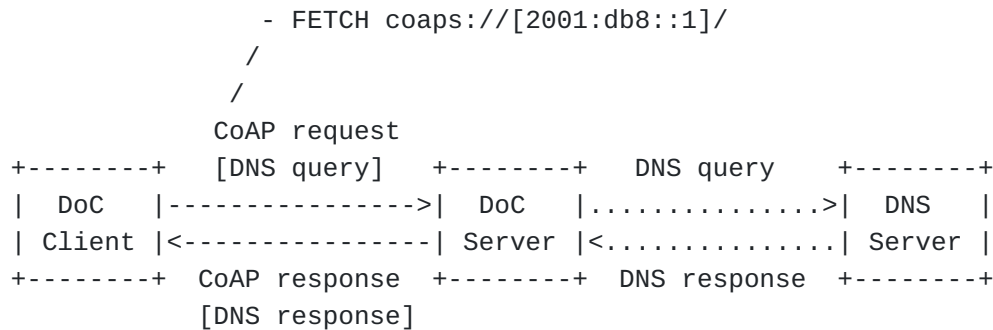 - FETCH coaps://[2001:db8::1]/
               /
              /
             CoAP request
+--------+   [DNS query]   +--------+   DNS query    +--------+
|  DoC   |---------------->|  DoC   |...............>|  DNS   |
| Client |<----------------| Server |<...............| Server |
+--------+  CoAP response  +--------+  DNS response  +--------+
            [DNS response]